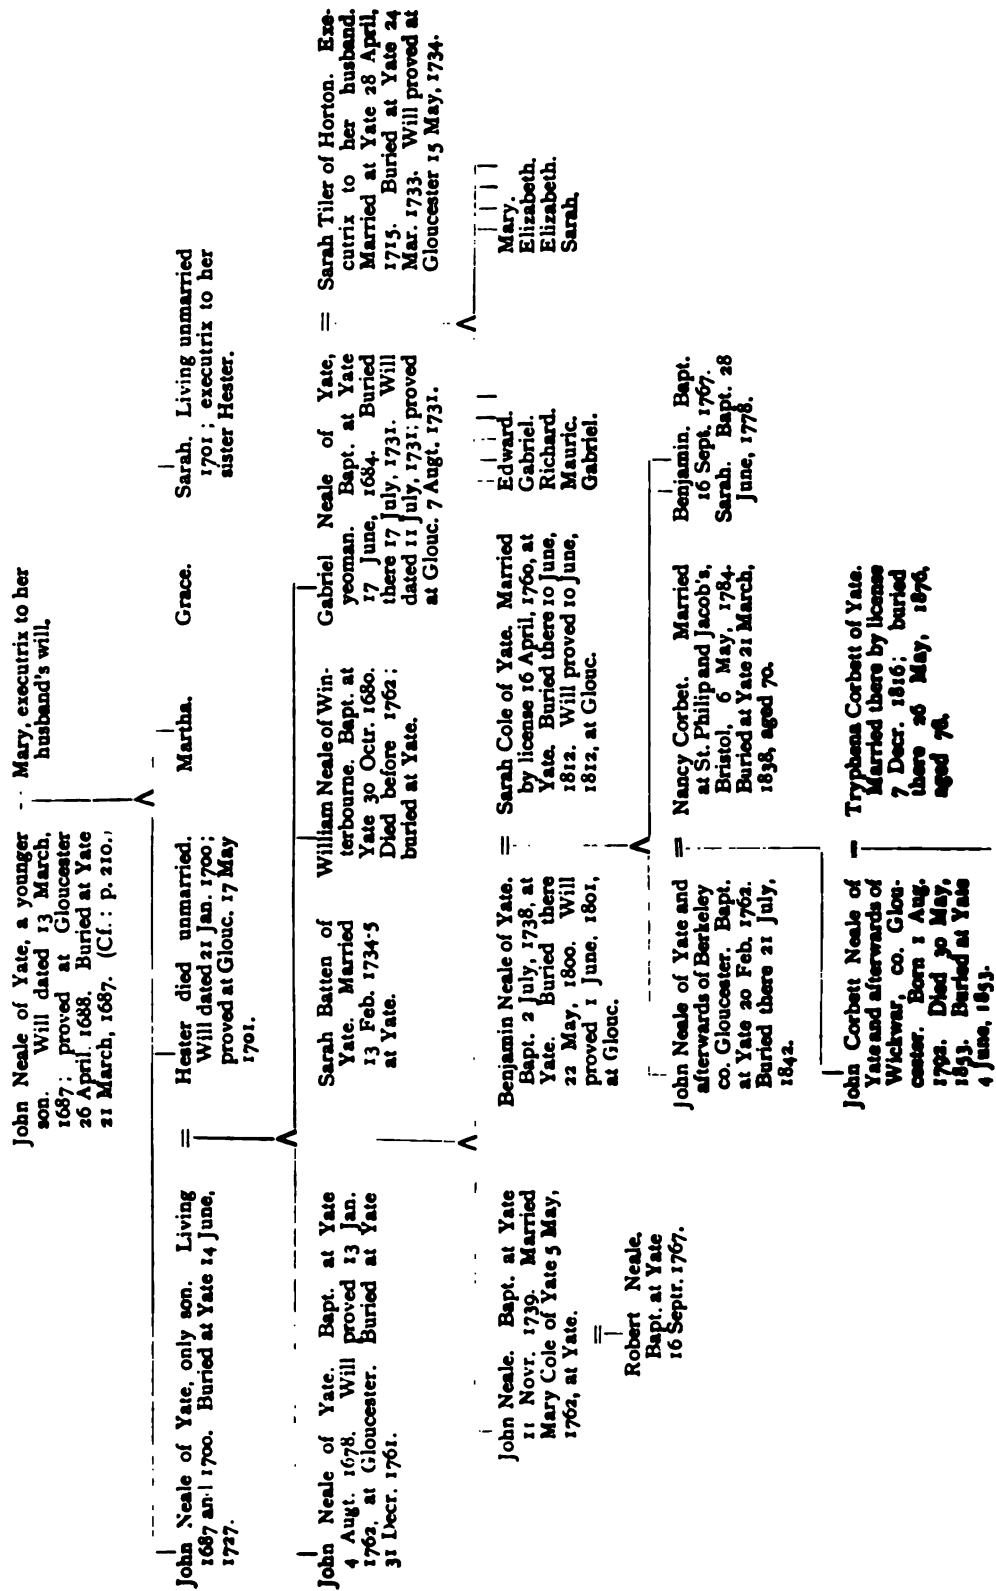 John Neale of Yate, a younger
son. Will dated 13 March,
1687; proved at Gloucester
26 April, 1688. Buried at Yate
21 March, 1687. (Cf.: p. 210.)
Mary, executrix to her
husband's will.
John Neale of Yate, only son. Living
1687 and 1700. Buried at Yate 14 June,
1727.
=
Hester died unmarried.
Will dated 21 Jan. 1700;
proved at Glouc. 17 May
1701.
Martha.
Grace.
Sarah. Living unmarried
1701; executrix to her
sister Hester.
John Neale of Yate. Bapt. at Yate
4 Augt. 1678. Will proved 13 Jan.
1762, at Gloucester. Buried at Yate
31 Decr. 1761.
Sarah Batten of
Yate. Married
13 Feb. 1734-5
at Yate.
William Neale of Win-
terbourne. Bapt. at
Yate 30 Octr. 1680.
Died before 1762;
buried at Yate.
Gabriel Neale of Yate,
yeoman. Bapt. at Yate
17 June, 1684. Buried
there 17 July, 1731. Will
dated 11 July, 1731; proved
at Glouc. 7 Augt. 1731.
=
Sarah Tiler of Horton. Exe-
cutrix to her husband.
Married at Yate 28 April,
1715. Buried at Yate 24
Mar. 1733. Will proved at
Gloucester 15 May, 1734.
John Neale. Bapt. at Yate
11 Novr. 1739. Married
Mary Cole of Yate 5 May,
1762, at Yate.
=
Benjamin Neale of Yate.
Bapt. 2 July, 1738, at
Yate. Buried there
22 May, 1800. Will
proved 1 June, 1801,
at Glouc.
=
Sarah Cole of Yate. Married
by license 16 April, 1760, at
Yate. Buried there 10 June,
1812. Will proved 10 June,
1812, at Glouc.
Edward.
Gabriel.
Richard.
Mauric.
Gabriel.
Mary.
Elizabeth.
Elizabeth.
Sarah.
Robert Neale.
Bapt. at Yate
16 Septr. 1767.
John Neale of Yate and
afterwards of Berkeley
co. Gloucester. Bapt.
at Yate 20 Feb. 1762.
Buried there 21 July,
1842.
=
Nancy Corbet. Married
at St. Philip and Jacob's,
Bristol, 6 May, 1784.
Buried at Yate 21 March,
1838, aged 70.
Benjamin. Bapt.
16 Sept. 1767.
Sarah. Bapt. 28
June, 1778.
John Corbett Neale of
Yate and afterwards of
Wickwar, co. Glou-
cester. Born 1 Aug.
1792. Died 30 May,
1853. Buried at Yate
4 June, 1853.
=
Tryphena Corbett of Yate.
Married there by license
7 Decr. 1816; buried
there 26 May, 1876,
aged 78.